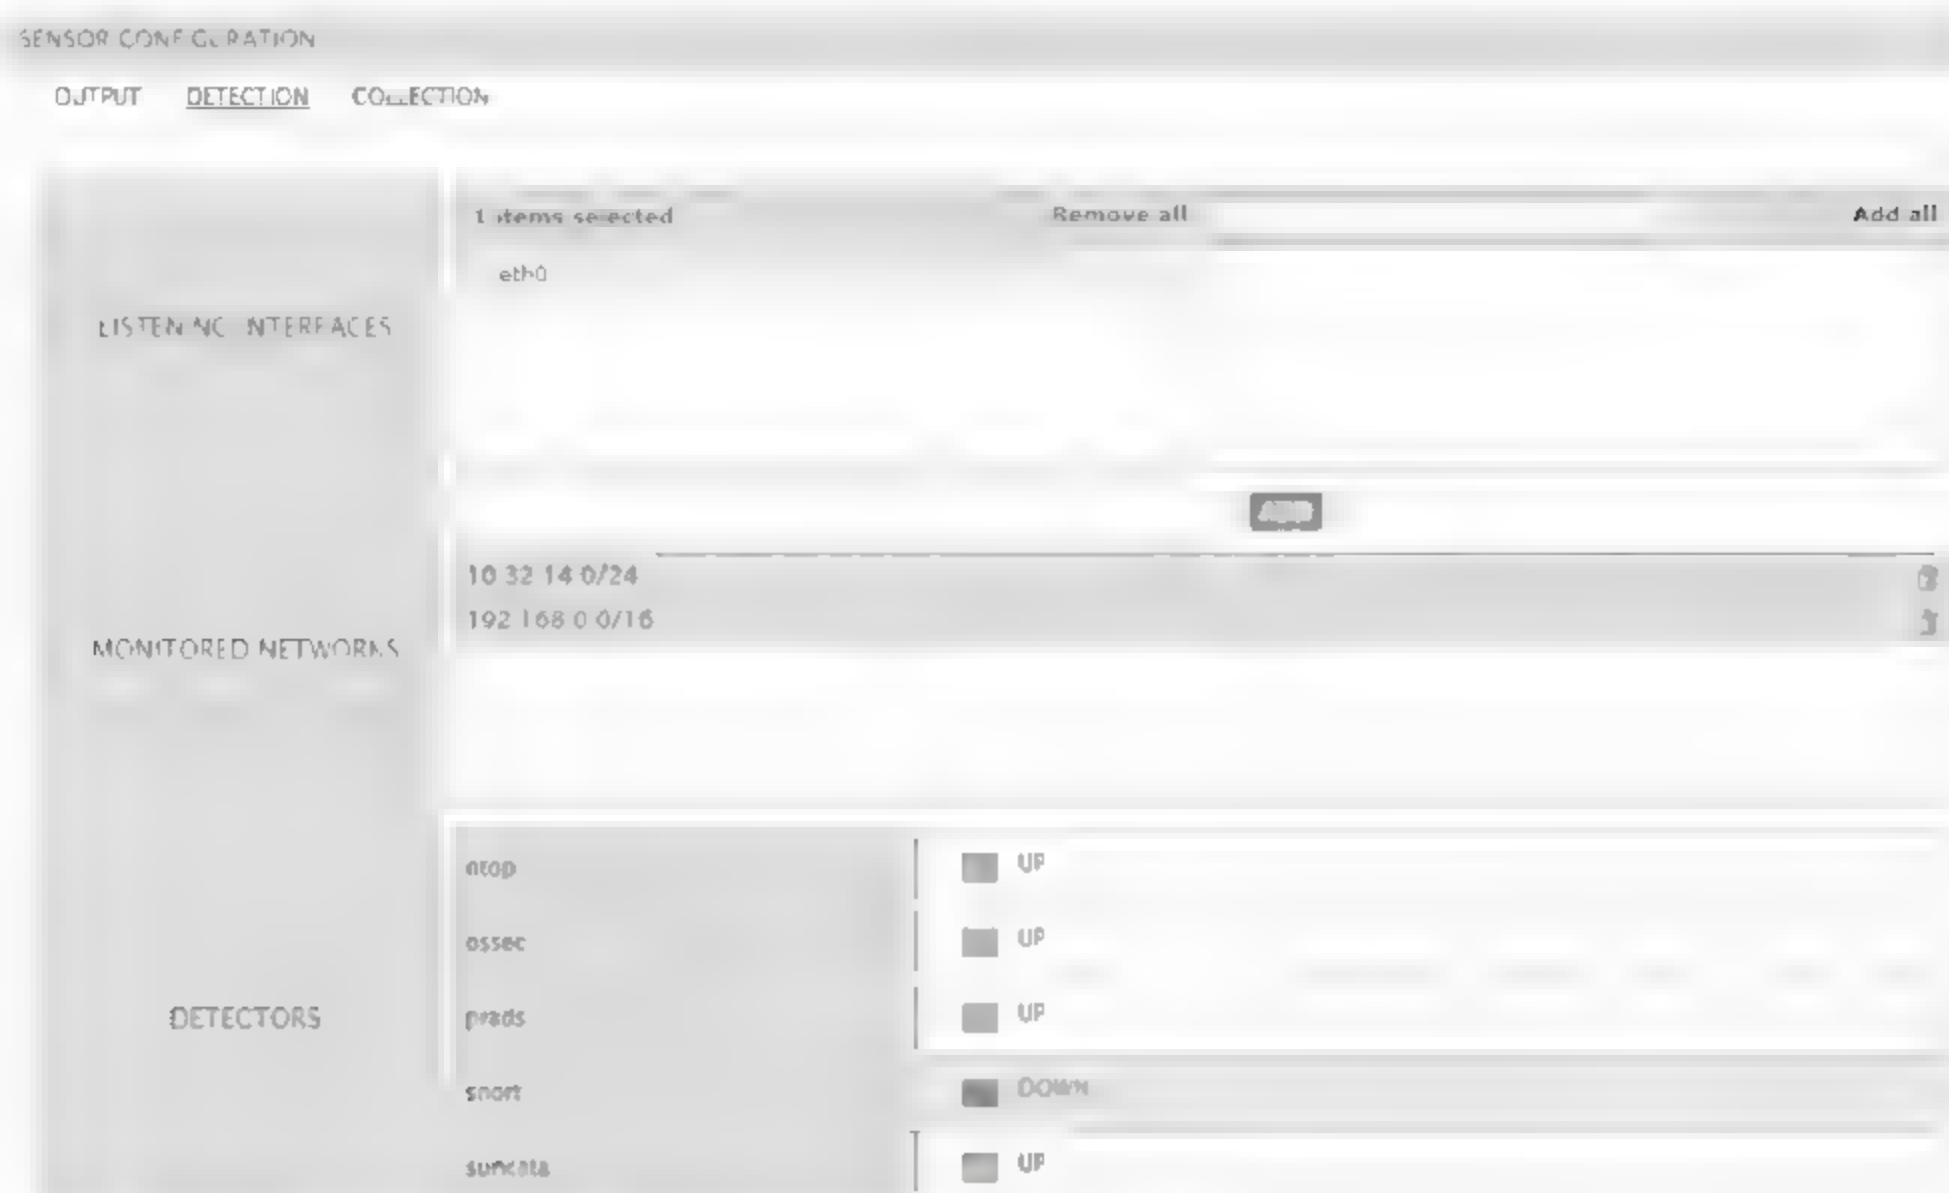 SENSOR CONFIGURATION
OUTPUT DETECTION COLLECTION
1 items selected Remove all Add all
eth0
LISTENING INTERFACES
ADD
10.32.14.0/24
192.168.0.0/16
MONITORED NETWORKS
ntop UP
ossec UP
prads UP
DETECTORS
snort DOWN
suricata UP